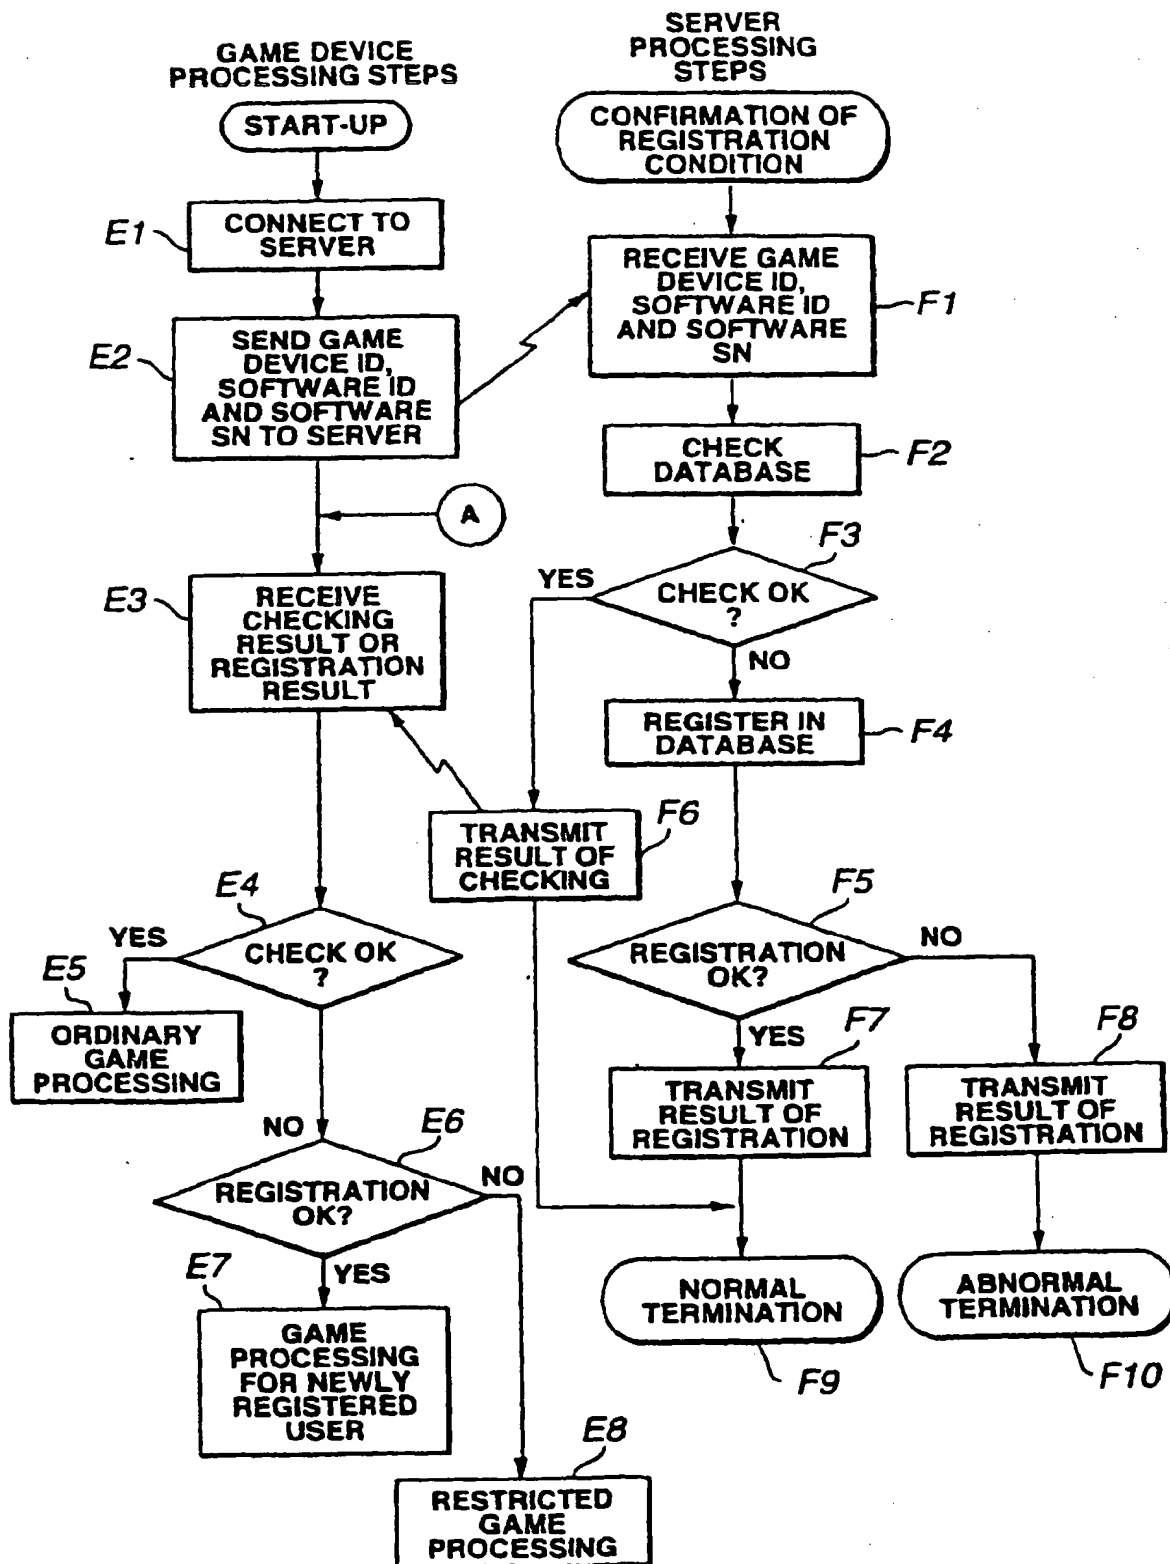 GAME DEVICE
PROCESSING STEPS
START-UP
E1
CONNECT TO
SERVER
E2
SEND GAME
DEVICE ID,
SOFTWARE ID
AND SOFTWARE
SN TO SERVER
A
E3
RECEIVE
CHECKING
RESULT OR
REGISTRATION
RESULT
E4
CHECK OK
?
YES
E5
ORDINARY
GAME
PROCESSING
NO
E6
REGISTRATION
OK?
NO
YES
E7
GAME
PROCESSING
FOR NEWLY
REGISTERED
USER
E8
RESTRICTED
GAME
PROCESSING
SERVER
PROCESSING
STEPS
CONFIRMATION OF
REGISTRATION
CONDITION
RECEIVE GAME
DEVICE ID,
SOFTWARE ID
AND SOFTWARE
SN
F1
CHECK
DATABASE
F2
F3
YES
CHECK OK
?
NO
REGISTER IN
DATABASE
F4
F6
TRANSMIT
RESULT OF
CHECKING
F5
REGISTRATION
OK?
NO
YES
F7
TRANSMIT
RESULT OF
REGISTRATION
F8
TRANSMIT
RESULT OF
REGISTRATION
NORMAL
TERMINATION
F9
ABNORMAL
TERMINATION
F10